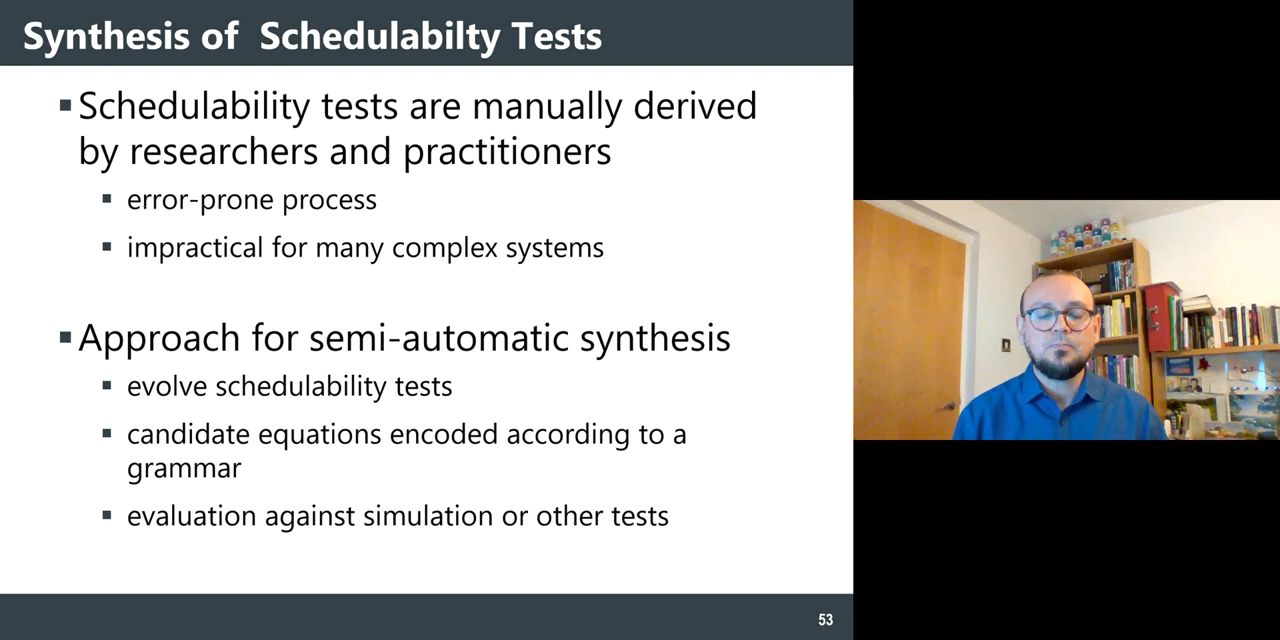 Synthesis of  Schedulabilty Tests
▪Schedulability tests are manually derived
by researchers and practitioners
▪ error-prone process
▪ impractical for many complex systems
▪Approach for semi-automatic synthesis
▪ evolve schedulability tests
▪ candidate equations encoded according to a
grammar
▪ evaluation against simulation or other tests
53